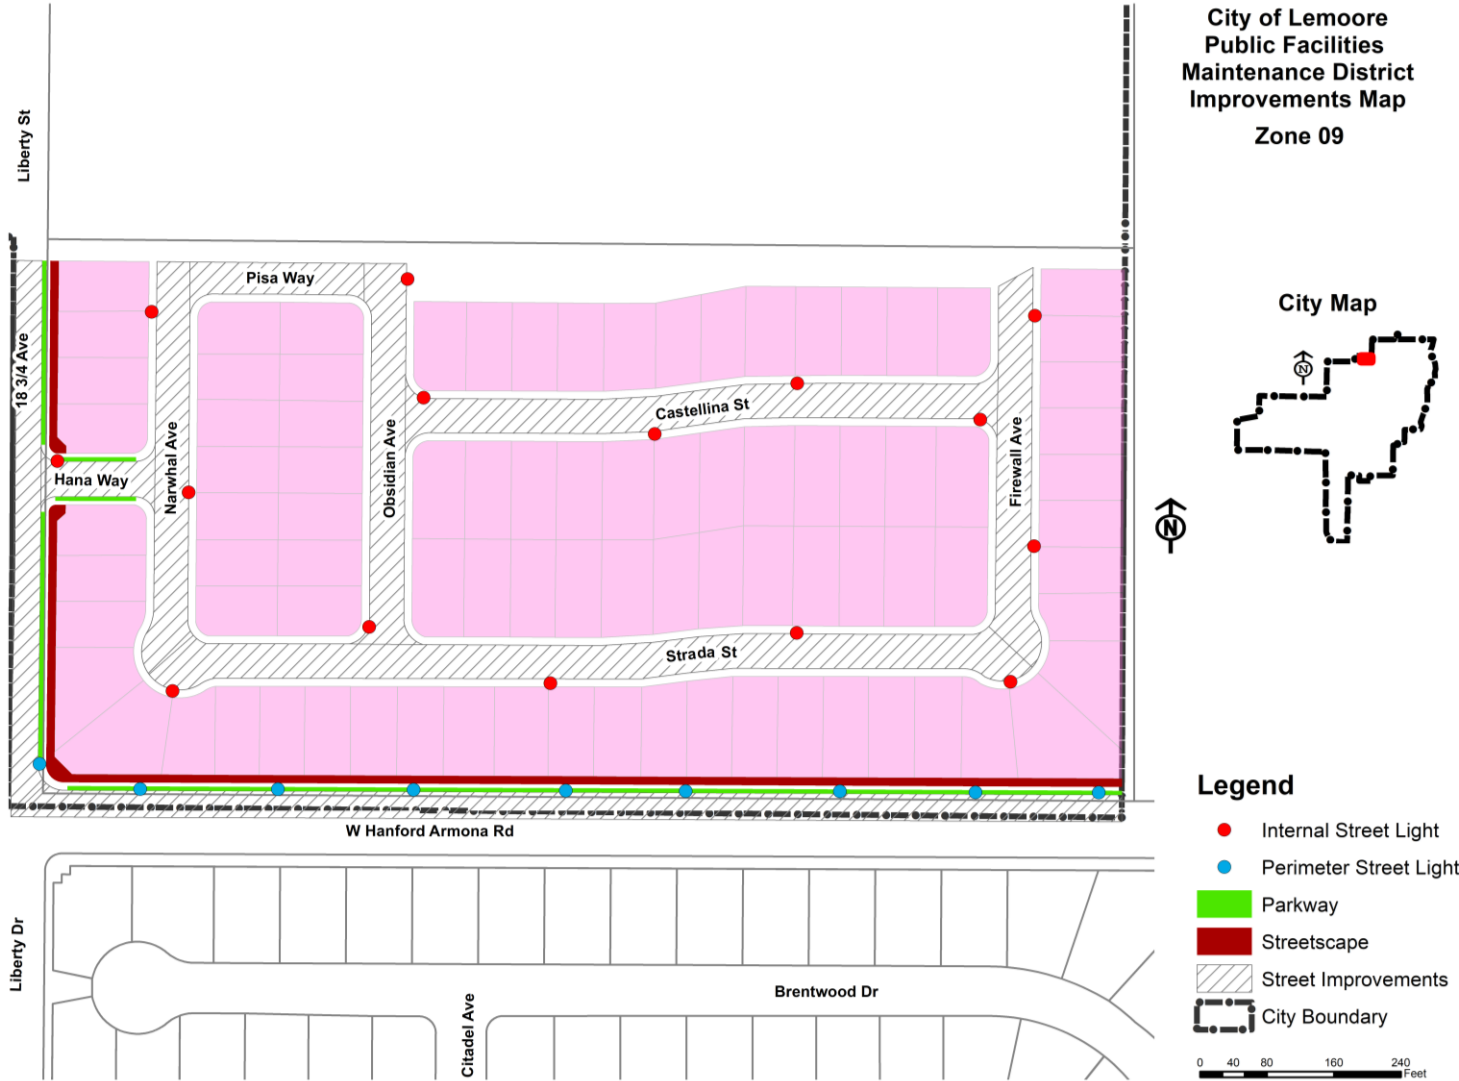 City of Lemoore
Public Facilities
Maintenance District
Improvements Map
Zone 09
Liberty St
18 3/4 Ave
Pisa Way
Hana Way
Narwhal Ave
Obsidian Ave
Castellina St
Firewall Ave
Strada St
W Hanford Armona Rd
Liberty Dr
Citadel Ave
Brentwood Dr
City Map
N
N
Legend
Internal Street Light
Perimeter Street Light
Parkway
Streetscape
Street Improvements
City Boundary
0 40 80 160 240
Feet